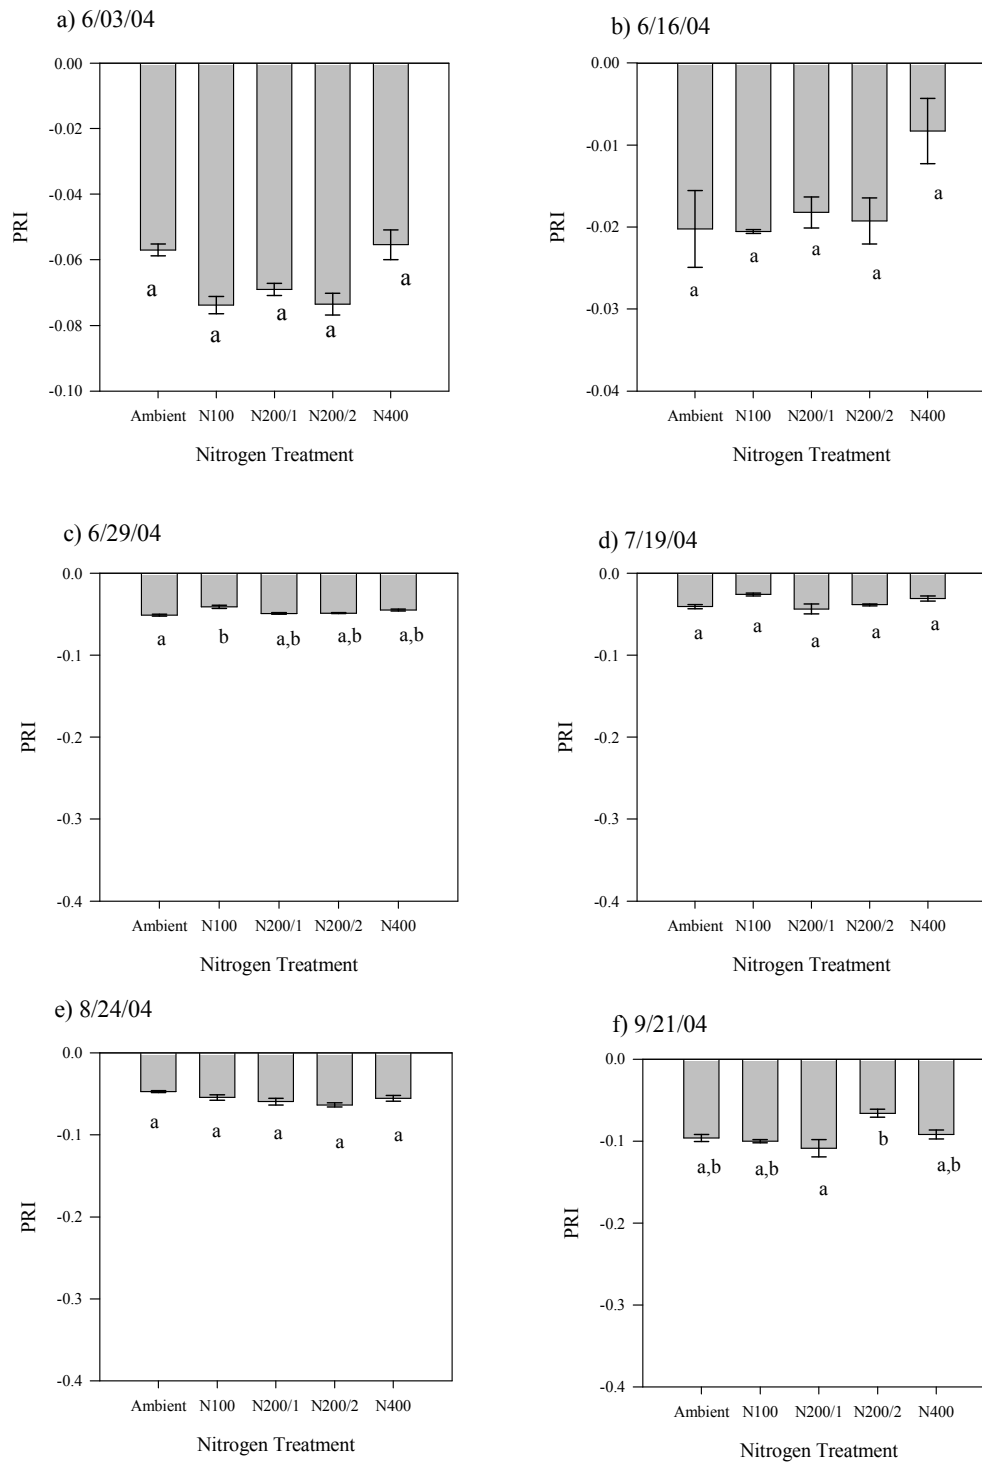 a) 6/03/04
0.00
-0.02
-0.04
-0.06
-0.08
-0.10
PRI
a a a a a
Ambient N100 N200/1 N200/2 N400
Nitrogen Treatment
b) 6/16/04
0.00
-0.01
-0.02
-0.03
-0.04
PRI
a a a a a
Ambient N100 N200/1 N200/2 N400
Nitrogen Treatment
c) 6/29/04
0.0
-0.1
-0.2
-0.3
-0.4
PRI
a b a,b a,b a,b
Ambient N100 N200/1 N200/2 N400
Nitrogen Treatment
d) 7/19/04
0.0
-0.1
-0.2
-0.3
-0.4
PRI
a a a a a
Ambient N100 N200/1 N200/2 N400
Nitrogen Treatment
e) 8/24/04
0.0
-0.1
-0.2
-0.3
-0.4
PRI
a a a a a
Ambient N100 N200/1 N200/2 N400
Nitrogen Treatment
f) 9/21/04
0.0
-0.1
-0.2
-0.3
-0.4
PRI
a,b a,b a b a,b
Ambient N100 N200/1 N200/2 N400
Nitrogen Treatment